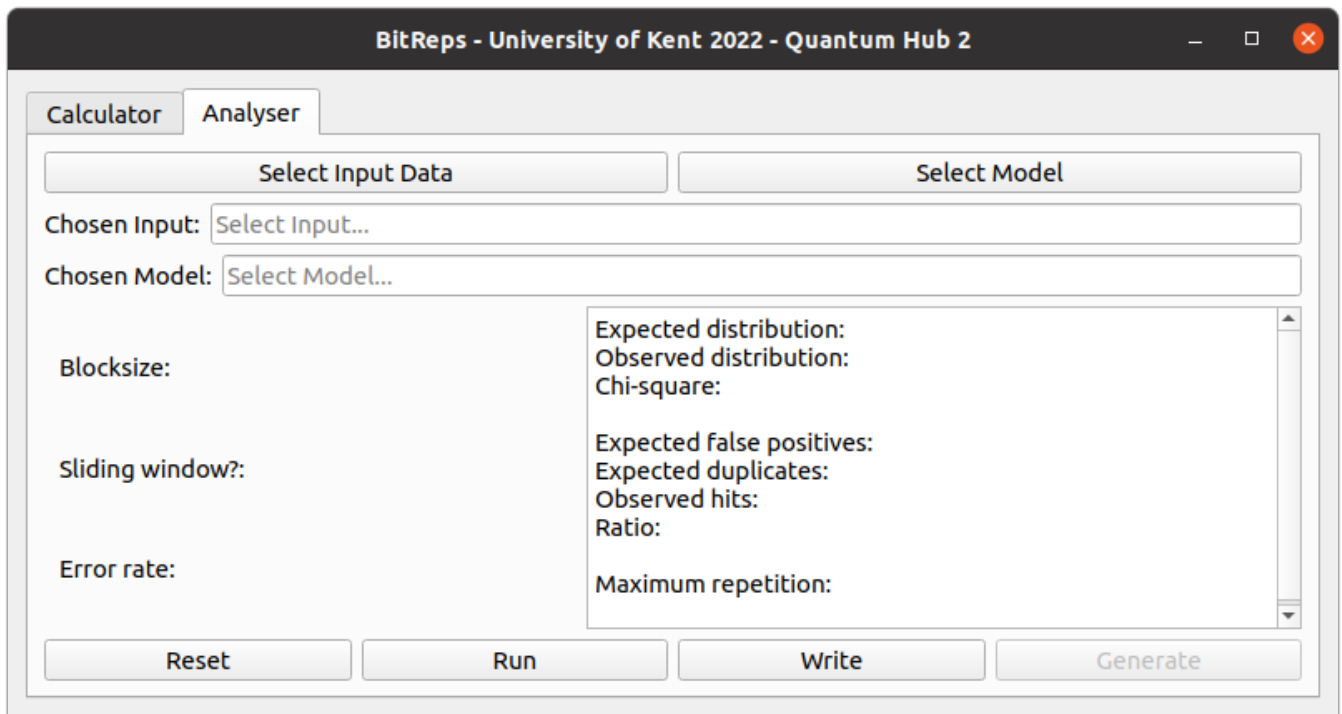 BitReps - University of Kent 2022 - Quantum Hub 2
Calculator Analyser
Select Input Data Select Model
Chosen Input: Select Input...
Chosen Model: Select Model...
Blocksize:
Sliding window?:
Error rate:
Expected distribution:
Observed distribution:
Chi-square:
Expected false positives:
Expected duplicates:
Observed hits:
Ratio:
Maximum repetition:
Reset Run Write Generate